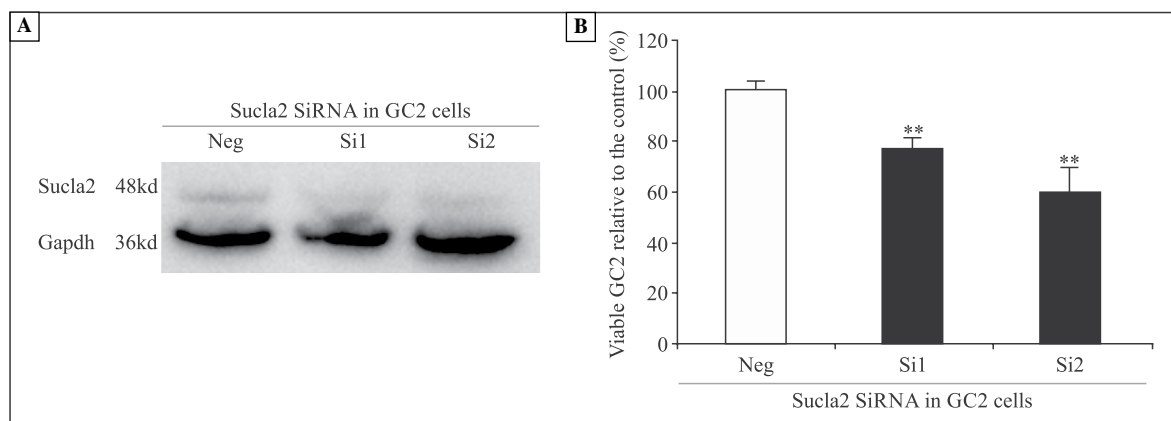 A
Sucla2 SiRNA in GC2 cells
Neg Si1 Si2
Sucla2 48kd
Gapdh 36kd
B
Viable GC2 relative to the control (%)
120
100
80
60
40
20
0
**
**
Neg Si1 Si2
Sucla2 SiRNA in GC2 cells